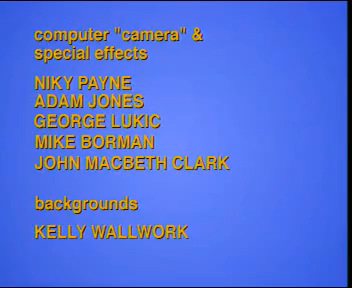 computer "camera" &
special effects
NIKY PAYNE
ADAM JONES
GEORGE LUKIC
MIKE BORMAN
JOHN MACBETH CLARK
backgrounds
KELLY WALLWORK